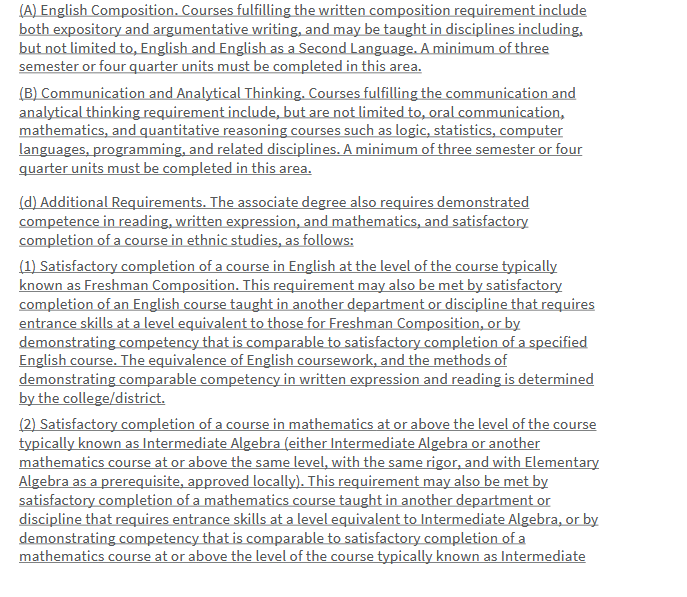 (A) English Composition. Courses fulfilling the written composition requirement include
both expository and argumentative writing, and may be taught in disciplines including,
but not limited to, English and English as a Second Language. A minimum of three
semester or four quarter units must be completed in this area.
(B) Communication and Analytical Thinking. Courses fulfilling the communication and
analytical thinking requirement include, but are not limited to, oral communication,
mathematics, and quantitative reasoning courses such as logic, statistics, computer
languages, programming, and related disciplines. A minimum of three semester or four
quarter units must be completed in this area.
(d) Additional Requirements. The associate degree also requires demonstrated
competence in reading, written expression, and mathematics, and satisfactory
completion of a course in ethnic studies, as follows:
(1) Satisfactory completion of a course in English at the level of the course typically
known as Freshman Composition. This requirement may also be met by satisfactory
completion of an English course taught in another department or discipline that requires
entrance skills at a level equivalent to those for Freshman Composition, or by
demonstrating competency that is comparable to satisfactory completion of a specified
English course. The equivalence of English coursework, and the methods of
demonstrating comparable competency in written expression and reading is determined
by the college/district.
(2) Satisfactory completion of a course in mathematics at or above the level of the course
typically known as Intermediate Algebra (either Intermediate Algebra or another
mathematics course at or above the same level, with the same rigor, and with Elementary
Algebra as a prerequisite, approved locally). This requirement may also be met by
satisfactory completion of a mathematics course taught in another department or
discipline that requires entrance skills at a level equivalent to Intermediate Algebra, or by
demonstrating competency that is comparable to satisfactory completion of a
mathematics course at or above the level of the course typically known as Intermediate